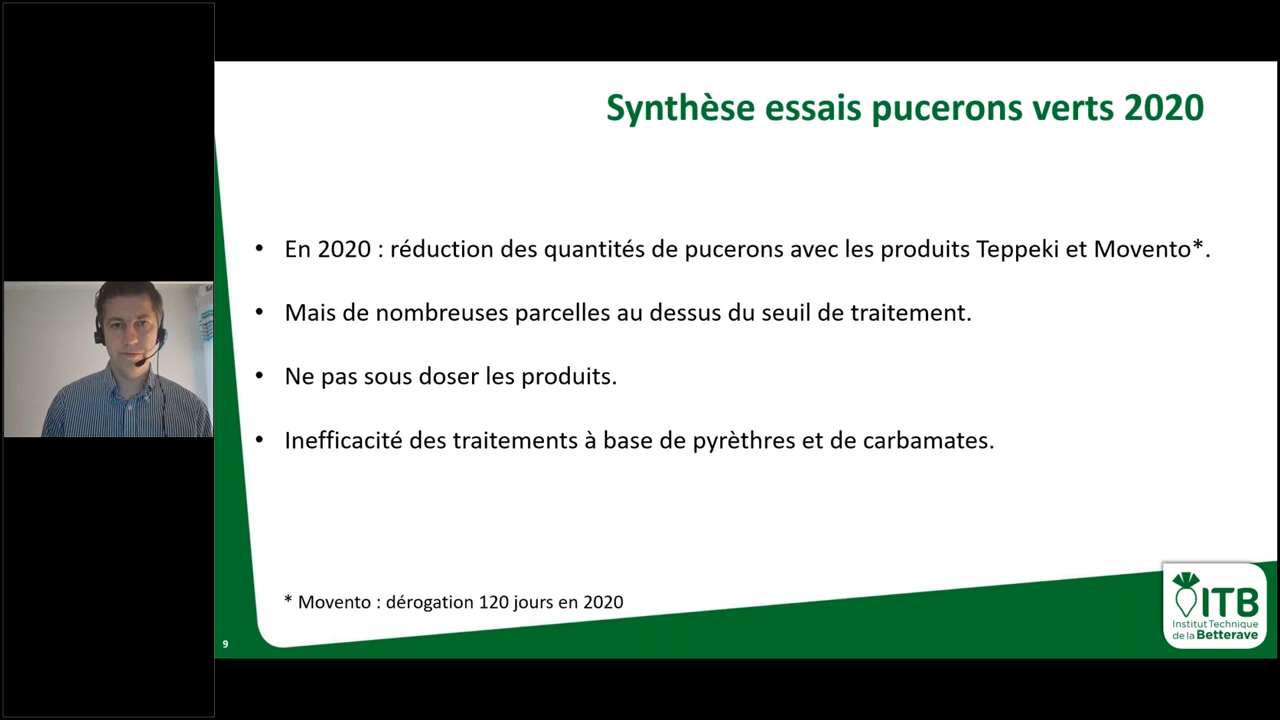 Synthèse essais pucerons verts 2020
• En 2020 : réduction des quantités de pucerons avec les produits Teppeki et Movento*.
• Mais de nombreuses parcelles au dessus du seuil de traitement.
• Ne pas sous doser les produits.
• Inefficacité des traitements à base de pyrèthres et de carbamates.
* Movento : dérogation 120 jours en 2020
9
ITB
Institut Technique
de la Betterave